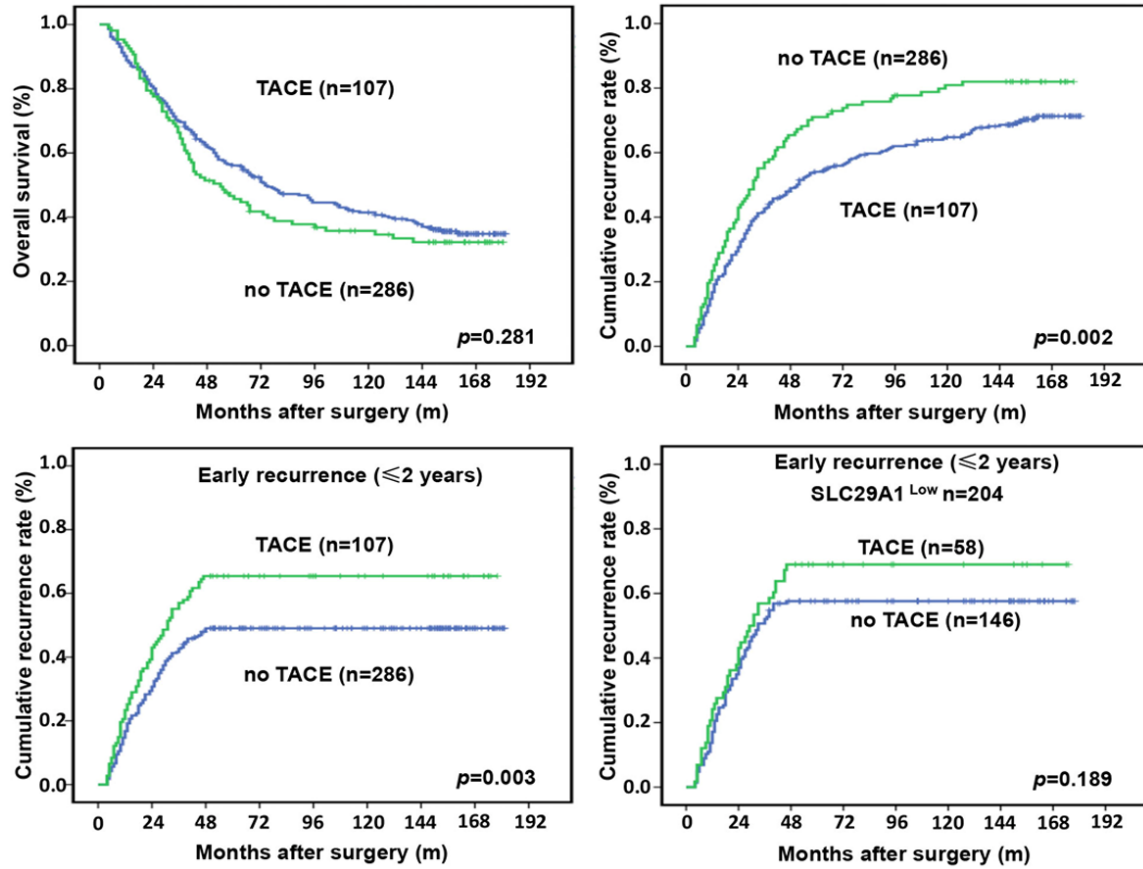 Overall survival (%)
1.0
0.8
0.6
0.4
0.2
0.0
TACE (n=107)
no TACE (n=286)
p=0.281
0 24 48 72 96 120 144 168 192
Months after surgery (m)
Cumulative recurrence rate (%)
1.0
0.8
0.6
0.4
0.2
0.0
no TACE (n=286)
TACE (n=107)
p=0.002
0 24 48 72 96 120 144 168 192
Months after surgery (m)
Cumulative recurrence rate (%)
1.0
0.8
0.6
0.4
0.2
0.0
Early recurrence (≤2 years)
TACE (n=107)
no TACE (n=286)
p=0.003
0 24 48 72 96 120 144 168 192
Months after surgery (m)
Cumulative recurrence rate (%)
1.0
0.8
0.6
0.4
0.2
0.0
Early recurrence (≤2 years)
SLC29A1 Low n=204
TACE (n=58)
no TACE (n=146)
p=0.189
0 24 48 72 96 120 144 168 192
Months after surgery (m)